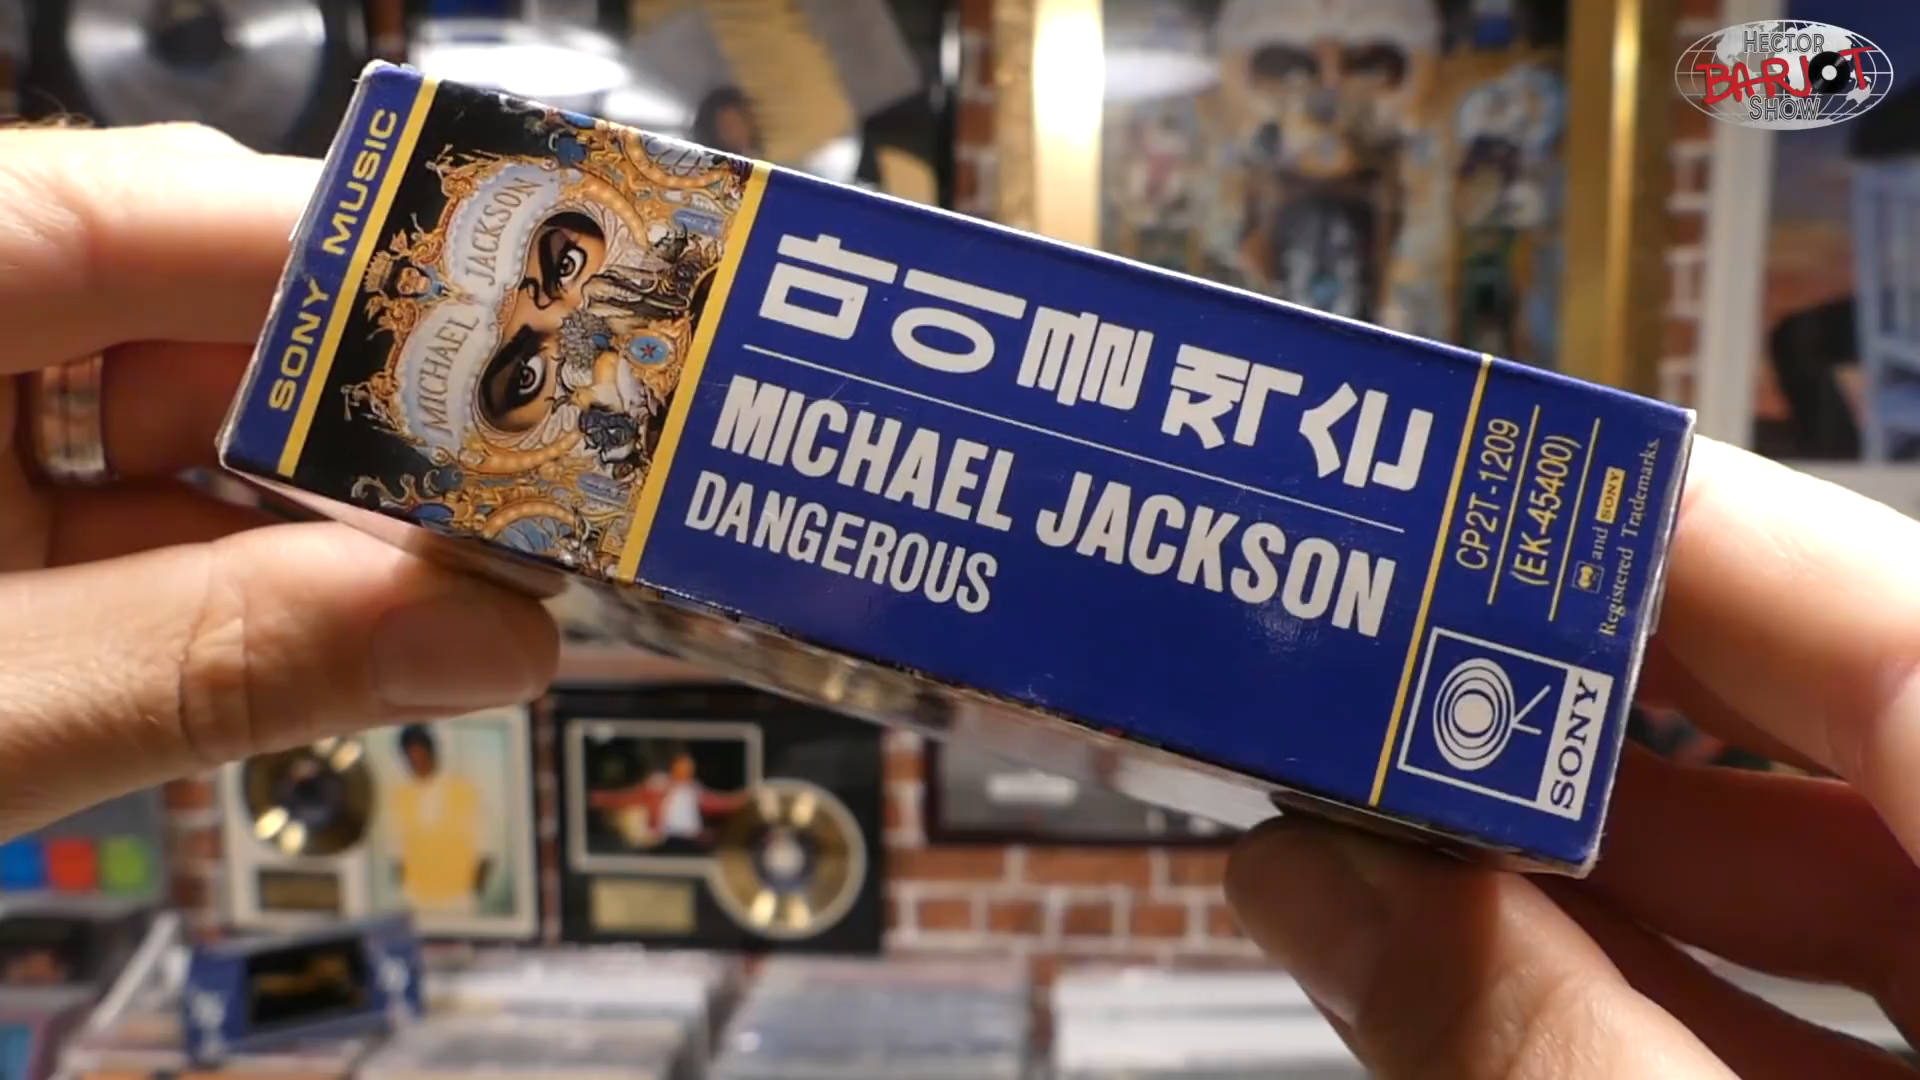 HECTOR
BARJOT
SHOW
SONY MUSIC
MICHAEL JACKSON
마이클 잭슨
MICHAEL JACKSON
DANGEROUS
CP2T-1209
(EK-45400)
and SONY
Registered Trademarks.
SONY